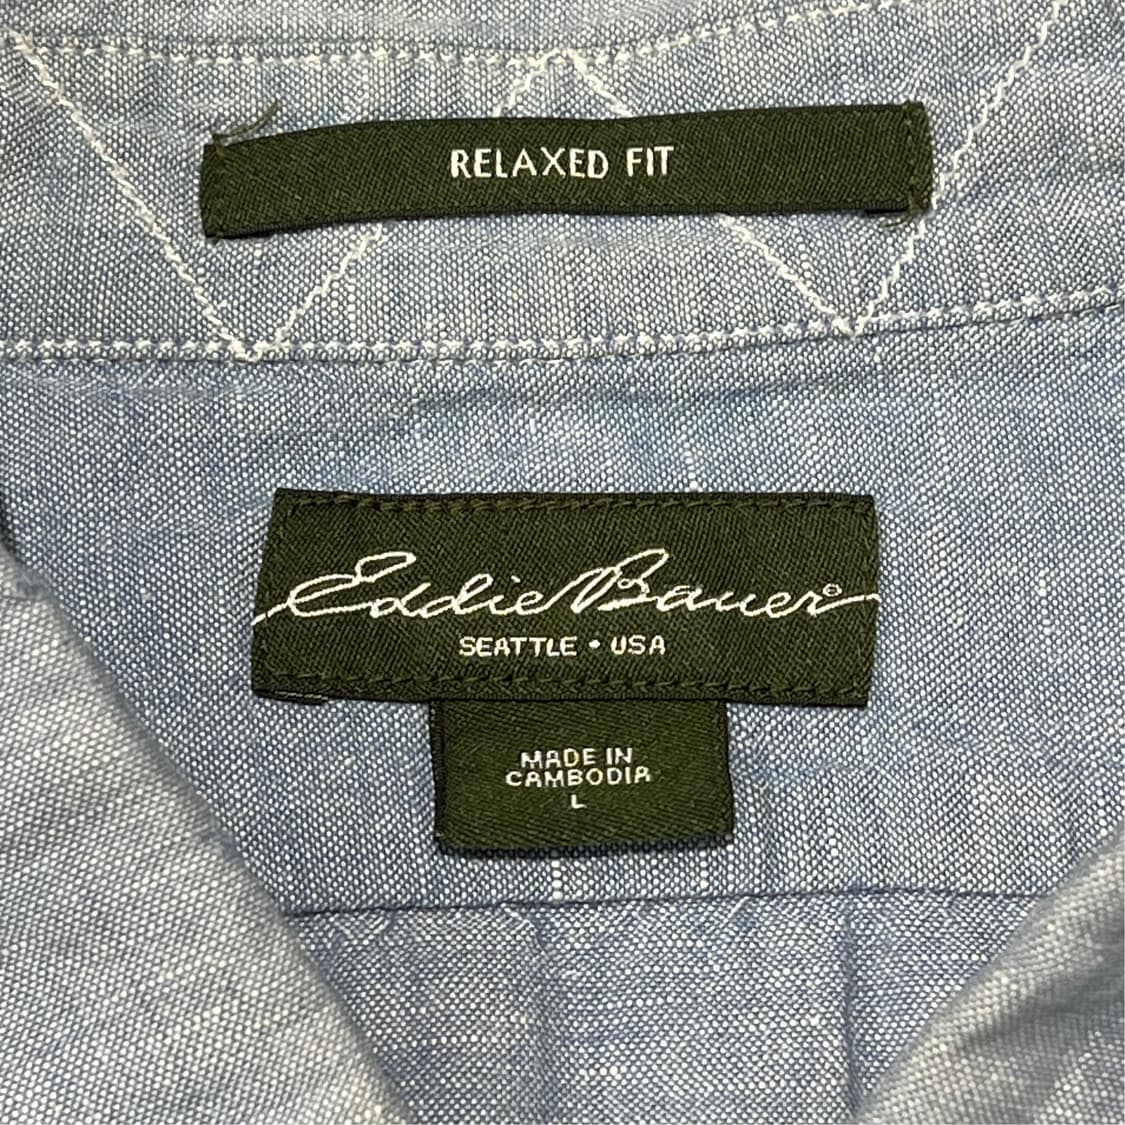 RELAXED FIT
Eddie Bauer®
SEATTLE • USA
MADE IN
CAMBODIA
L